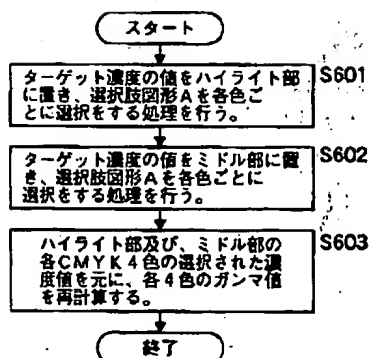 スタート
ターゲット濃度の値をハイライト部
に置き、選択肢図形Aを各色ご
とに選択をする処理を行う。
S601
ターゲット濃度の値をミドル部に置
き、選択肢図形Aを各色ごとに
選択をする処理を行う。
S602
ハイライト部及び、ミドル部の
各CMYK4色の選択された濃
度値を元に、各4色のガンマ値
を再計算する。
S603
終了